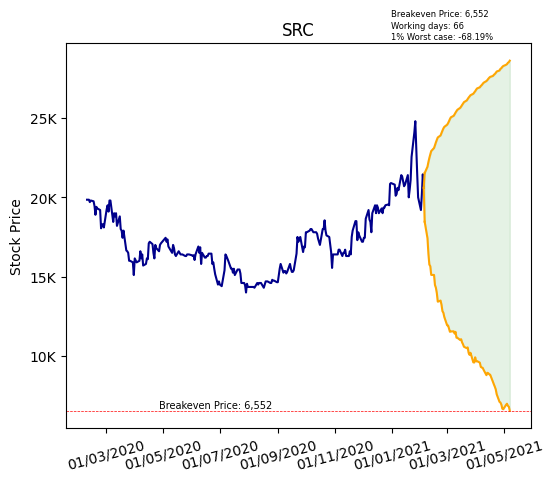 Breakeven Price: 6,552
Working days: 66
1% Worst case: -68.19%
SRC
Stock Price
25K
20K
15K
10K
Breakeven Price: 6,552
01/03/2020
01/05/2020
01/07/2020
01/09/2020
01/11/2020
01/01/2021
01/03/2021
01/05/2021